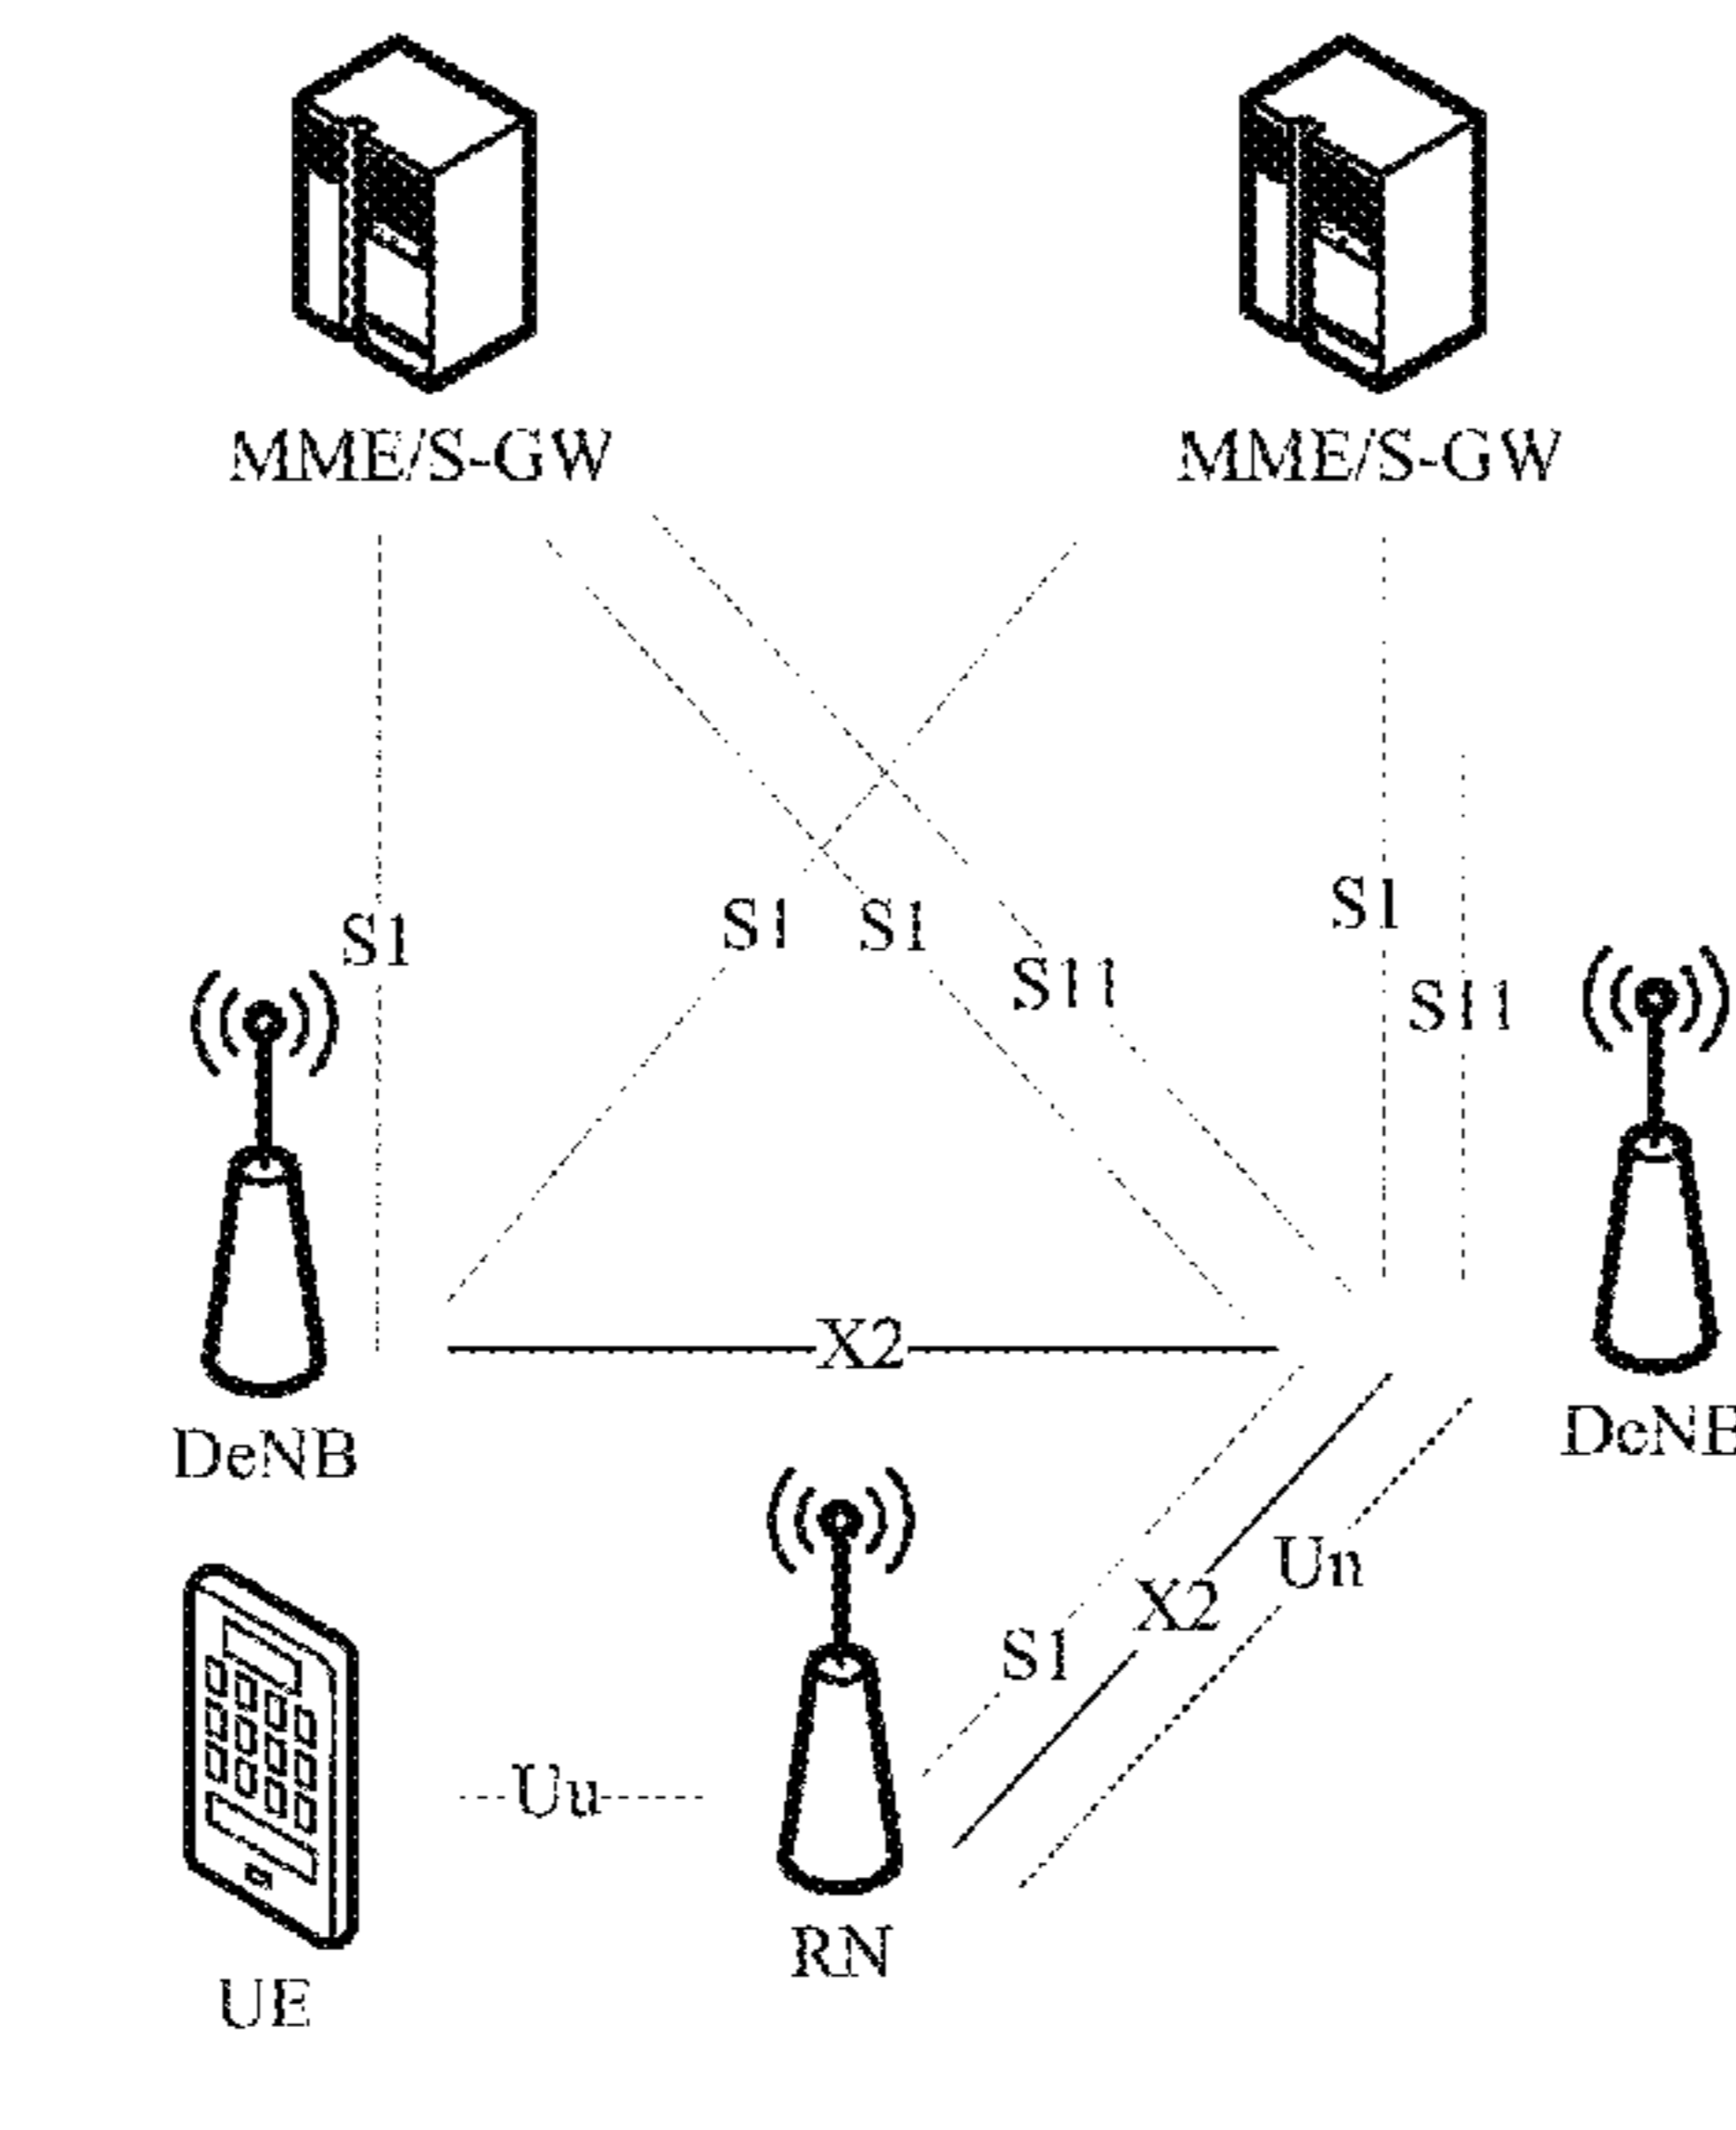 MME/S-GW
MME/S-GW
S1
S1
S1
S11
S1
S11
X2
DeNB
DeNB
Un
X2
S1
Uu
RN
UE